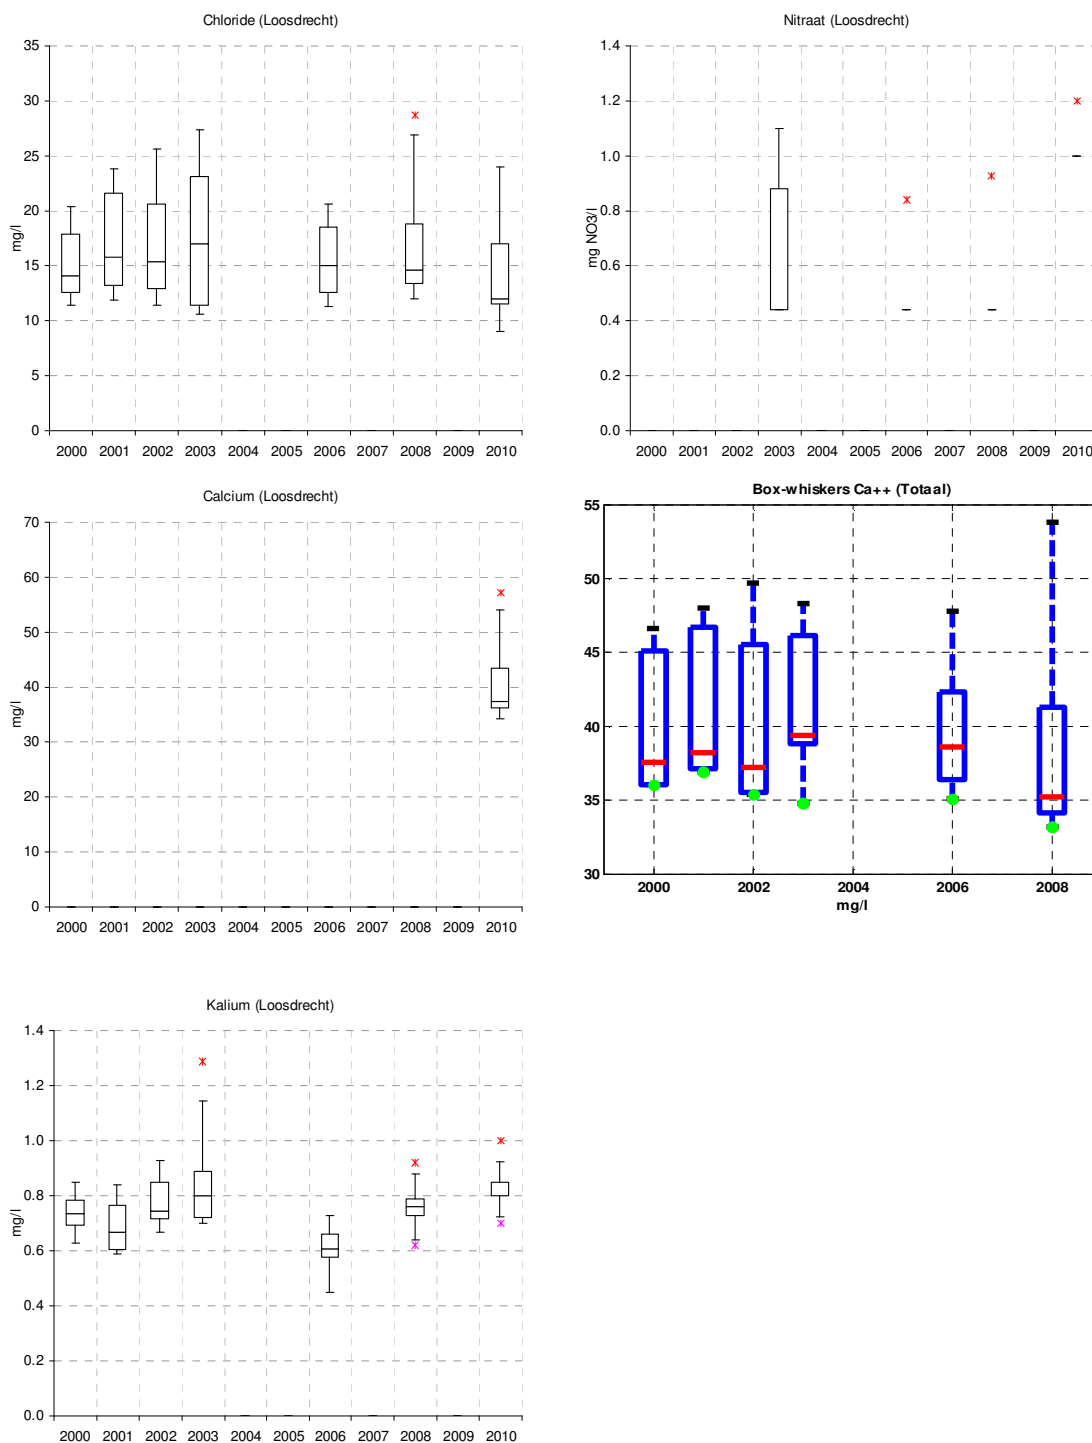 Chloride (Loosdrecht)
35
30
25
20
15
10
5
0
mg/l
2000 2001 2002 2003 2004 2005 2006 2007 2008 2009 2010
Nitraat (Loosdrecht)
1.4
1.2
1.0
0.8
0.6
0.4
0.2
0.0
mg NO3/l
2000 2001 2002 2003 2004 2005 2006 2007 2008 2009 2010
Calcium (Loosdrecht)
70
60
50
40
30
20
10
0
mg/l
2000 2001 2002 2003 2004 2005 2006 2007 2008 2009 2010
Box-whiskers Ca++ (Totaal)
55
50
45
40
35
30
2000 2002 2004 2006 2008
mg/l
Kalium (Loosdrecht)
1.4
1.2
1.0
0.8
0.6
0.4
0.2
0.0
mg/l
2000 2001 2002 2003 2004 2005 2006 2007 2008 2009 2010